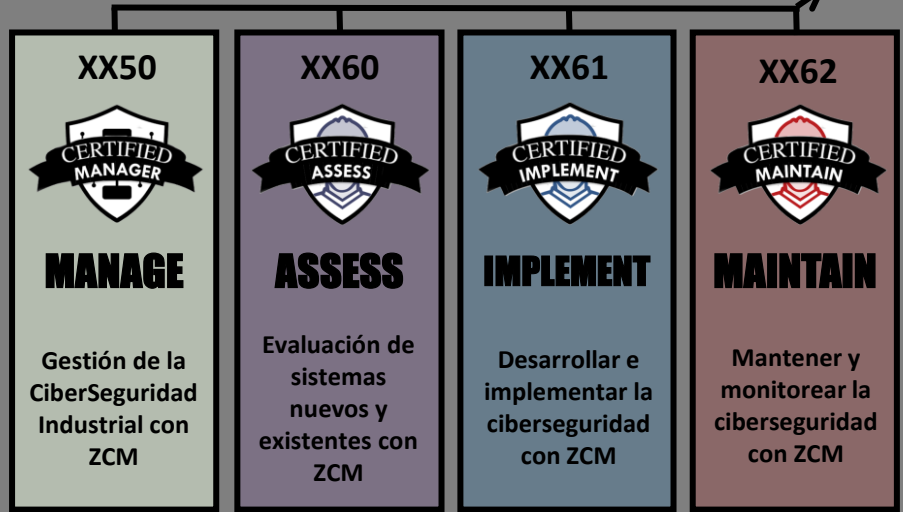 XX50
CERTIFIED
MANAGER
MANAGE
Gestión de la
CiberSeguridad
Industrial con
ZCM
XX60
CERTIFIED
ASSESS
ASSESS
Evaluación de
sistemas
nuevos y
existentes con
ZCM
XX61
CERTIFIED
IMPLEMENT
IMPLEMENT
Desarrollar e
implementar la
ciberseguridad
con ZCM
XX62
CERTIFIED
MAINTAIN
MAINTAIN
Mantener y
monitorear la
ciberseguridad
con ZCM